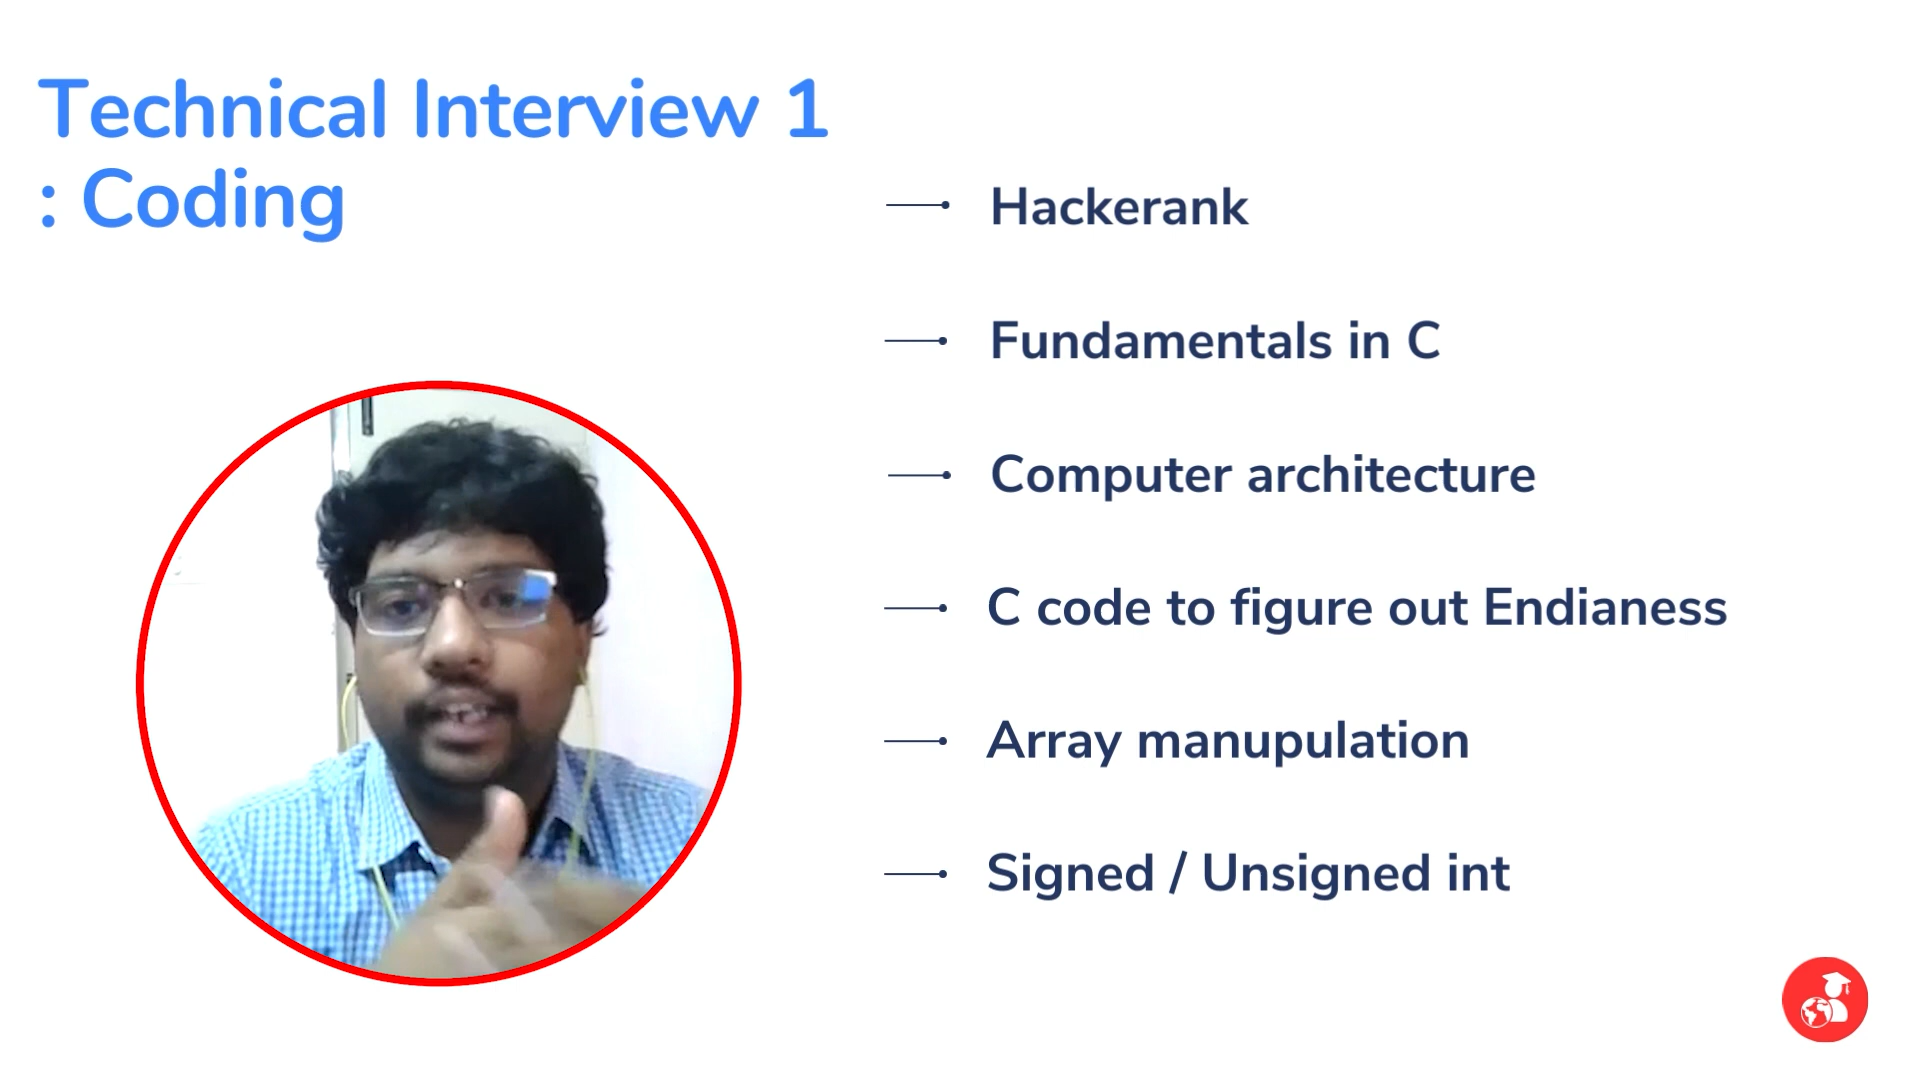 Technical Interview 1
: Coding
Hackerank
Fundamentals in C
Computer architecture
C code to figure out Endianess
Array manupulation
Signed / Unsigned int